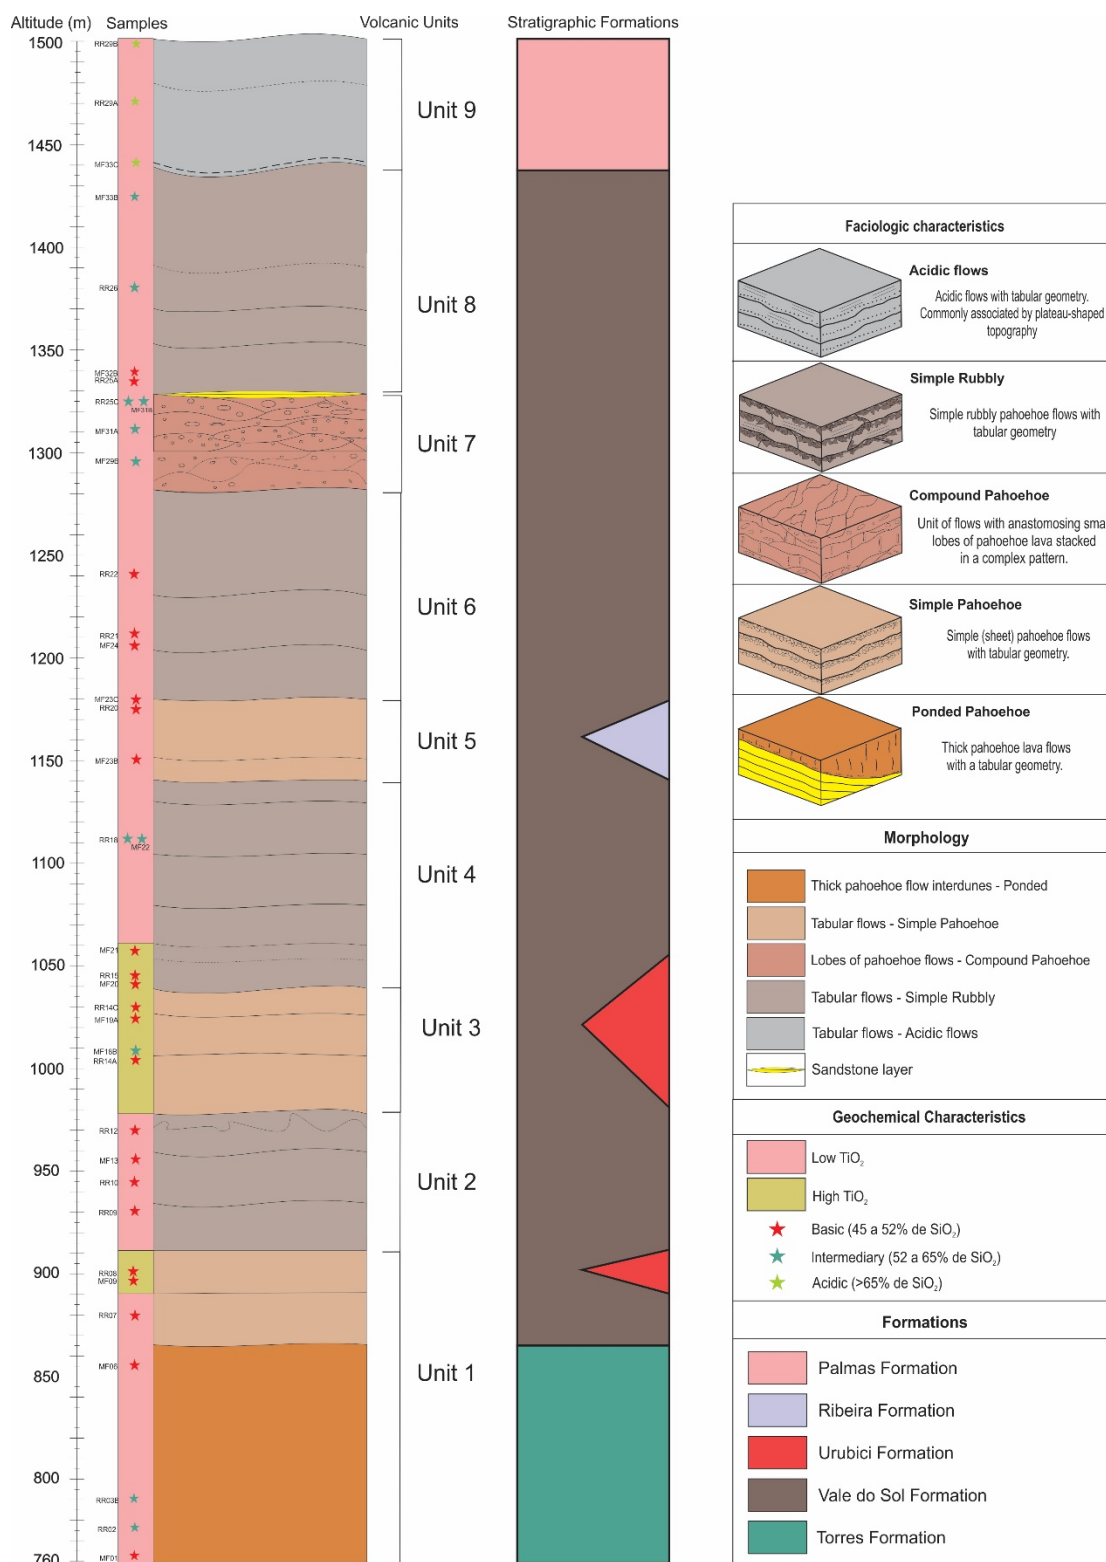 Altitude (m) Samples Volcanic Units Stratigraphic Formations
1500
1450
1400
1350
1300
1250
1200
1150
1100
1050
1000
950
900
850
800
760
RR29B
RR29A
MF33C
MF33B
RR26
MF32B
RR25A
RR25C
MF31B
MF31A
MF29B
RR22
RR21
MF24
MF23C
RR20
MF23B
RR18
MF22
MF21
RR15
MF20
RR14C
MF19A
MF18B
RR14A
RR12
MF13
RR10
RR09
RR08
MF09
RR07
MF06
RR03B
RR02
MF01
Unit 9
Unit 8
Unit 7
Unit 6
Unit 5
Unit 4
Unit 3
Unit 2
Unit 1
Faciologic characteristics
Acidic flows
Acidic flows with tabular geometry.
Commonly associated by plateau-shaped
topography
Simple Rubbly
Simple rubbly pahoehoe flows with
tabular geometry
Compound Pahoehoe
Unit of flows with anastomosing sma
lobes of pahoehoe lava stacked
in a complex pattern.
Simple Pahoehoe
Simple (sheet) pahoehoe flows
with tabular geometry.
Ponded Pahoehoe
Thick pahoehoe lava flows
with a tabular geometry.
Morphology
Thick pahoehoe flow interdunes - Ponded
Tabular flows - Simple Pahoehoe
Lobes of pahoehoe flows - Compound Pahoehoe
Tabular flows - Simple Rubbly
Tabular flows - Acidic flows
Sandstone layer
Geochemical Characteristics
Low TiO₂
High TiO₂
Basic (45 a 52% de SiO₂)
Intermediary (52 a 65% de SiO₂)
Acidic (>65% de SiO₂)
Formations
Palmas Formation
Ribeira Formation
Urubici Formation
Vale do Sol Formation
Torres Formation